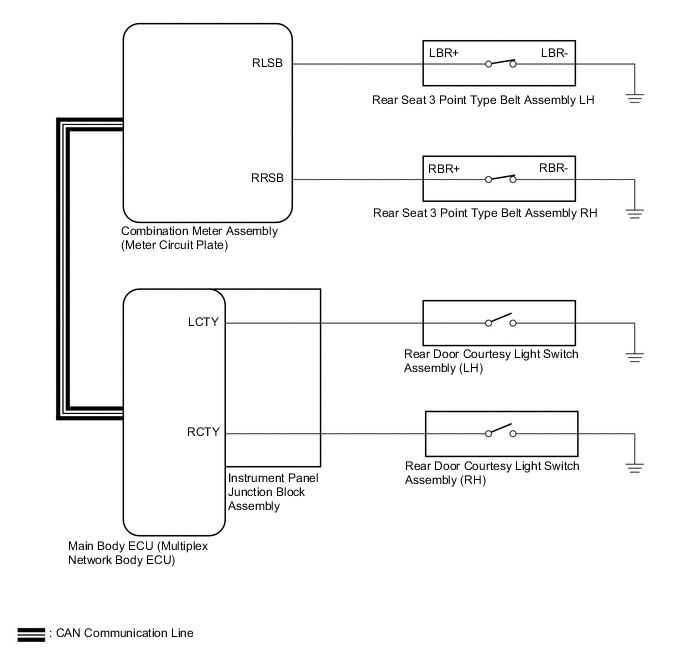 RLSB
LBR+
LBR-
Rear Seat 3 Point Type Belt Assembly LH
RRSB
RBR+
RBR-
Rear Seat 3 Point Type Belt Assembly RH
Combination Meter Assembly
(Meter Circuit Plate)
LCTY
Rear Door Courtesy Light Switch
Assembly (LH)
RCTY
Rear Door Courtesy Light Switch
Assembly (RH)
Instrument Panel
Junction Block
Assembly
Main Body ECU (Multiplex
Network Body ECU)
: CAN Communication Line